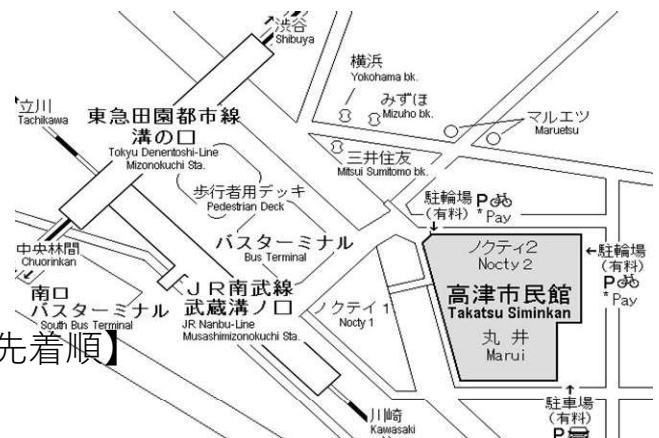 渋谷
Shibuya
横浜
Yokohama bk.
みずほ
Mizuho bk.
立川
Tachikawa
東急田園都市線
溝の口
Tokyu Denentoshi-Line
Mizonokuchi Sta.
マルエツ
Maruetsu
三井住友
Mitsui Sumitomo bk.
歩行者用デッキ
Pedestrian Deck
駐輪場
(有料)
P
*Pay
バスターミナル
Bus Terminal
ノクティ2
Nocty 2
←駐輪場
(有料)
P
*Pay
中央林間
Chuorinkan
南口
バスターミナル
South Bus Terminal
JR南武線
武蔵溝ノ口
JR Nanbu-Line
Musashimizonokuchi Sta.
ノクティ1
Nocty 1
高津市民館
Takatsu Siminkan
丸井
Marui
先着順】
駐車場
(有料)
P
川崎
Kawasaki